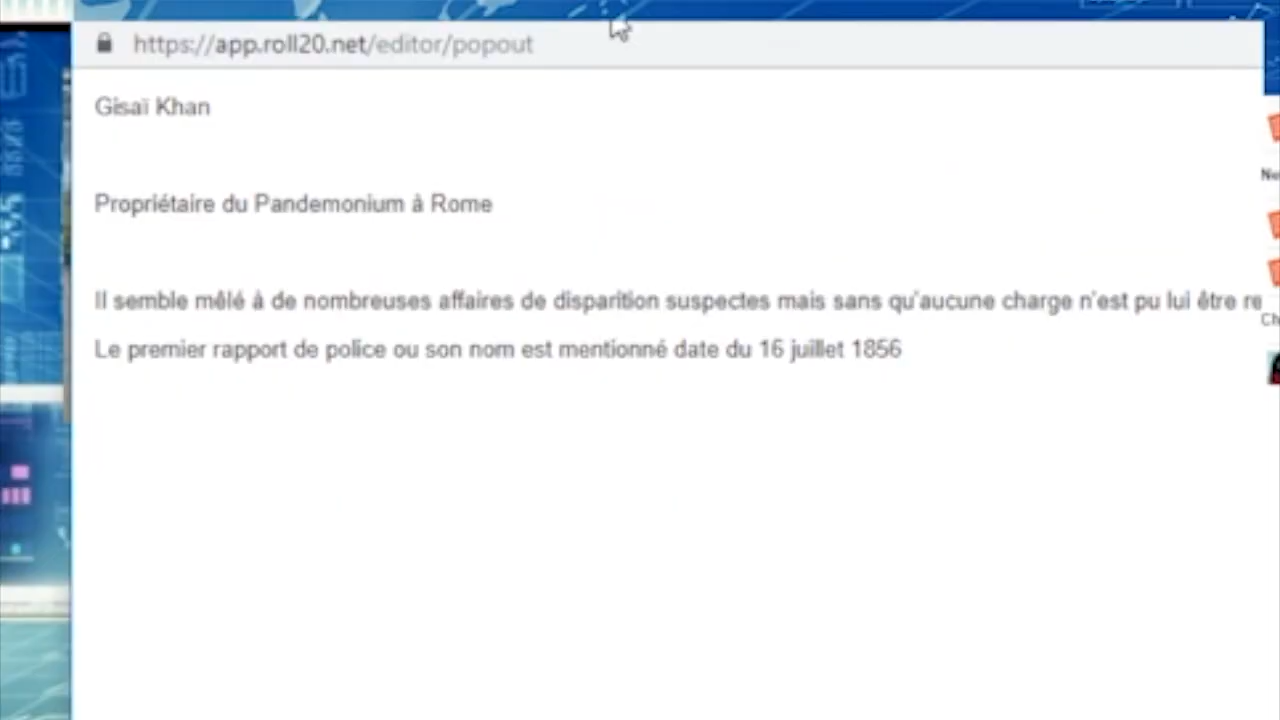 https://app.roll20.net/editor/popout
Gisaï Khan
Propriétaire du Pandemonium à Rome
Il semble mêlé à de nombreuses affaires de disparition suspectes mais sans qu'aucune charge n'est pu lui être re
Le premier rapport de police ou son nom est mentionné date du 16 juillet 1856